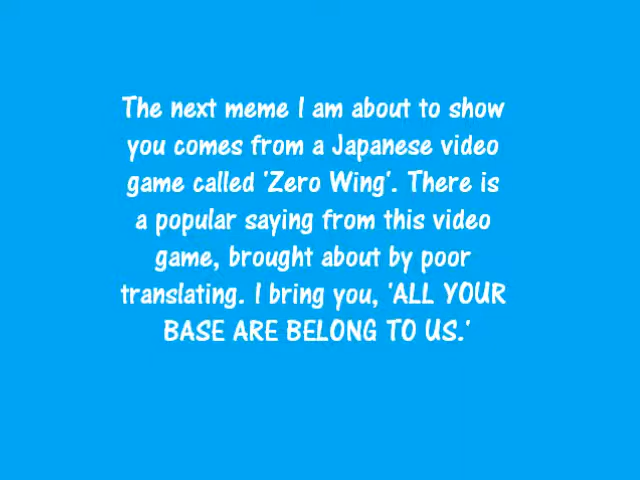 The next meme I am about to show
you comes from a Japanese video
game called 'Zero Wing'. There is
a popular saying from this video
game, brought about by poor
translating. I bring you, 'ALL YOUR
BASE ARE BELONG TO US.'